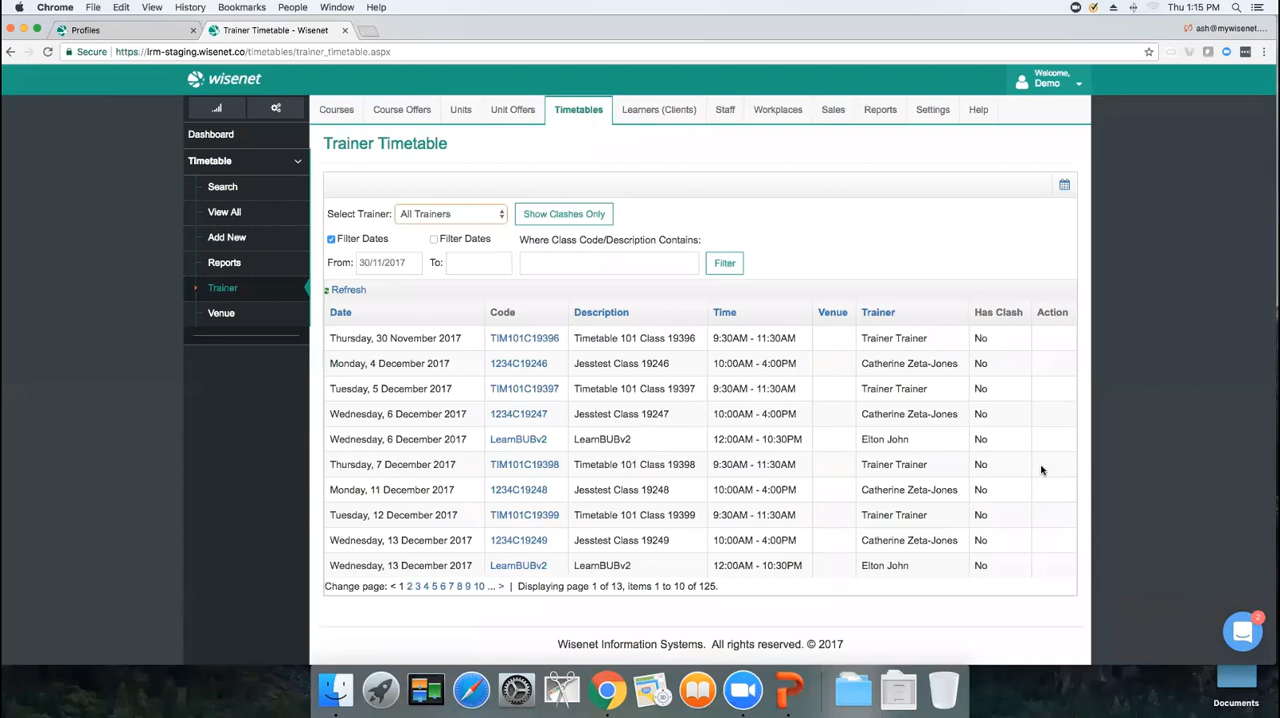 Chrome File Edit View History Bookmarks People Window Help Thu 1:15 PM
Profiles × Trainer Timetable - Wisenet × ash@mywisenet....
Secure https://lrm-staging.wisenet.co/timetables/trainer_timetable.aspx
wisenet Welcome, Demo
Courses Course Offers Units Unit Offers Timetables Learners (Clients) Staff Workplaces Sales Reports Settings Help
Dashboard
Timetable
Search
View All
Add New
Reports
Trainer
Venue
Trainer Timetable
Select Trainer: All Trainers Show Clashes Only
Filter Dates Filter Dates Where Class Code/Description Contains:
From: 30/11/2017 To: Filter
Refresh
Date Code Description Time Venue Trainer Has Clash Action
Thursday, 30 November 2017 TIM101C19396 Timetable 101 Class 19396 9:30AM - 11:30AM Trainer Trainer No
Monday, 4 December 2017 1234C19246 Jesstest Class 19246 10:00AM - 4:00PM Catherine Zeta-Jones No
Tuesday, 5 December 2017 TIM101C19397 Timetable 101 Class 19397 9:30AM - 11:30AM Trainer Trainer No
Wednesday, 6 December 2017 1234C19247 Jesstest Class 19247 10:00AM - 4:00PM Catherine Zeta-Jones No
Wednesday, 6 December 2017 LearnBUBv2 LearnBUBv2 12:00AM - 10:30PM Elton John No
Thursday, 7 December 2017 TIM101C19398 Timetable 101 Class 19398 9:30AM - 11:30AM Trainer Trainer No
Monday, 11 December 2017 1234C19248 Jesstest Class 19248 10:00AM - 4:00PM Catherine Zeta-Jones No
Tuesday, 12 December 2017 TIM101C19399 Timetable 101 Class 19399 9:30AM - 11:30AM Trainer Trainer No
Wednesday, 13 December 2017 1234C19249 Jesstest Class 19249 10:00AM - 4:00PM Catherine Zeta-Jones No
Wednesday, 13 December 2017 LearnBUBv2 LearnBUBv2 12:00AM - 10:30PM Elton John No
Change page: < 1 2 3 4 5 6 7 8 9 10 ... > | Displaying page 1 of 13, items 1 to 10 of 125.
Wisenet Information Systems. All rights reserved. © 2017
2
Documents